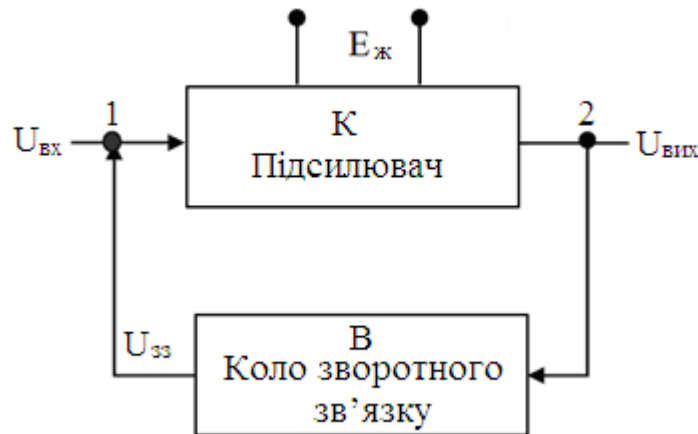 Eж
1
K
2
Uвх
Uвих
Підсилювач
B
Uзз
Коло зворотного
зв’язку